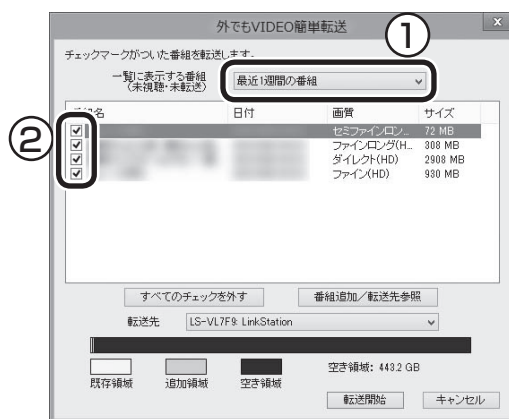 外でもVIDEO簡単転送
x
①
チェックマークがついた番組を転送します。
一覧に表示する番組
(未視聴・未転送)
最近1週間の番組
日付 画質 サイズ
②
セミファインロン... 72 MB
ファインロング(H... 308 MB
ダイレクト(HD) 2908 MB
ファイン(HD) 930 MB
すべてのチェックを外す 番組追加/転送先参照
転送先 LS-VL7F9: LinkStation
既存領域 追加領域 空き領域 空き領域: 443.2 GB
転送開始 キャンセル